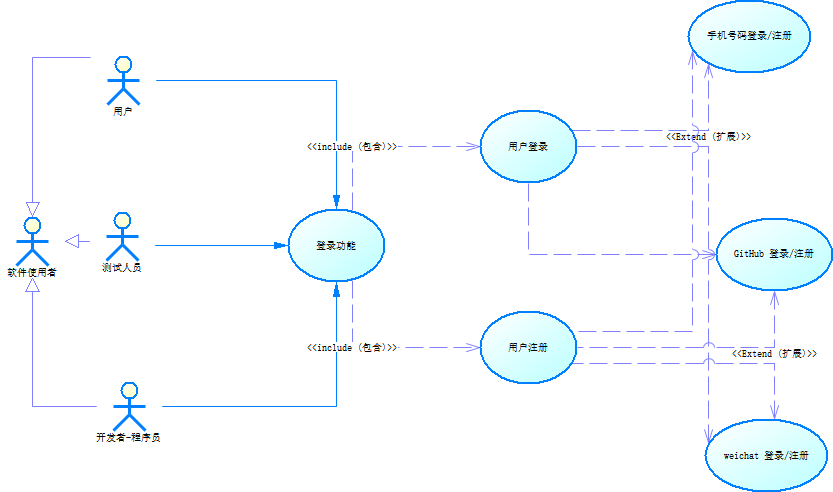 手机号码登录/注册
用户
<<Extend (扩展)>>
<<include (包含)>>
用户登录
登录功能
软件使用者
测试人员
GitHub 登录/注册
<<include (包含)>>
用户注册
<<Extend (扩展)>>
开发者-程序员
weichat 登录/注册